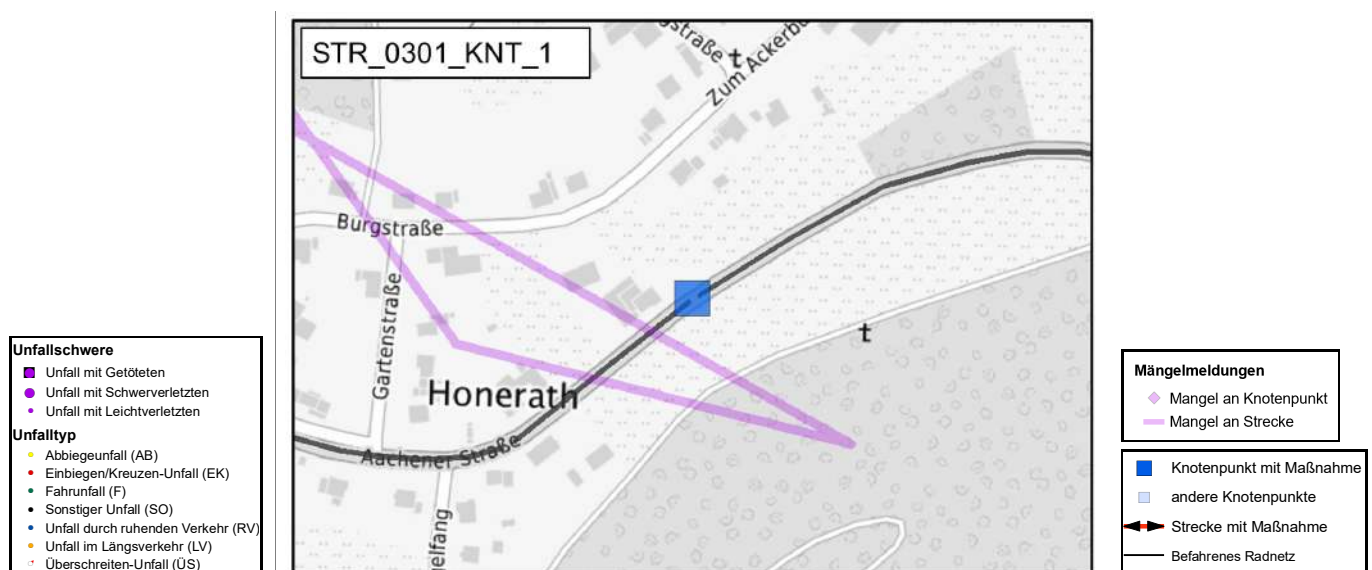 STR_0301_KNT_1
gstraße
t
Zum Ackerbu
Burgstraße
Gartenstraße
t
Honerath
Aachener Straße
elfang
Unfallschwere
Unfall mit Getöteten
Unfall mit Schwerverletzten
Unfall mit Leichtverletzten
Unfalltyp
Abbiegeunfall (AB)
Einbiegen/Kreuzen-Unfall (EK)
Fahrunfall (F)
Sonstiger Unfall (SO)
Unfall durch ruhenden Verkehr (RV)
Unfall im Längsverkehr (LV)
Überschreiten-Unfall (ÜS)
Mängelmeldungen
Mangel an Knotenpunkt
Mangel an Strecke
Knotenpunkt mit Maßnahme
andere Knotenpunkte
Strecke mit Maßnahme
Befahrenes Radnetz